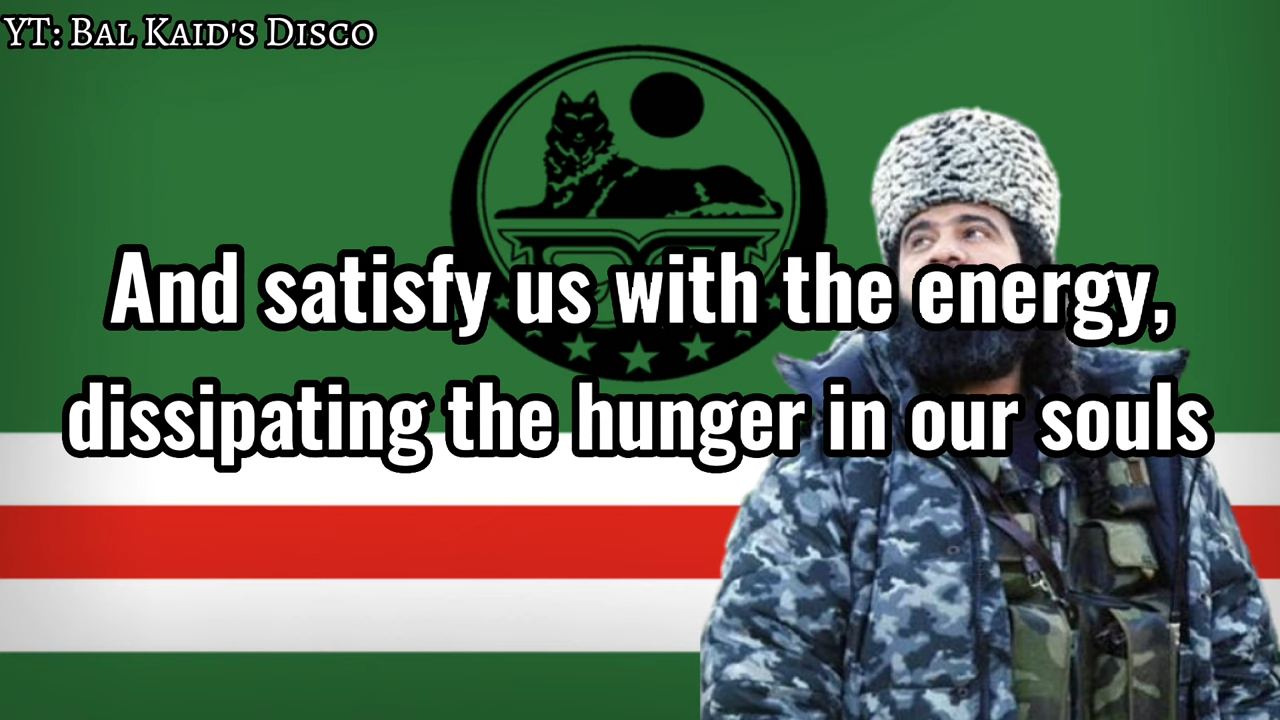 YT: BAL KAID'S DISCO
And satisfy us with the energy,
dissipating the hunger in our souls